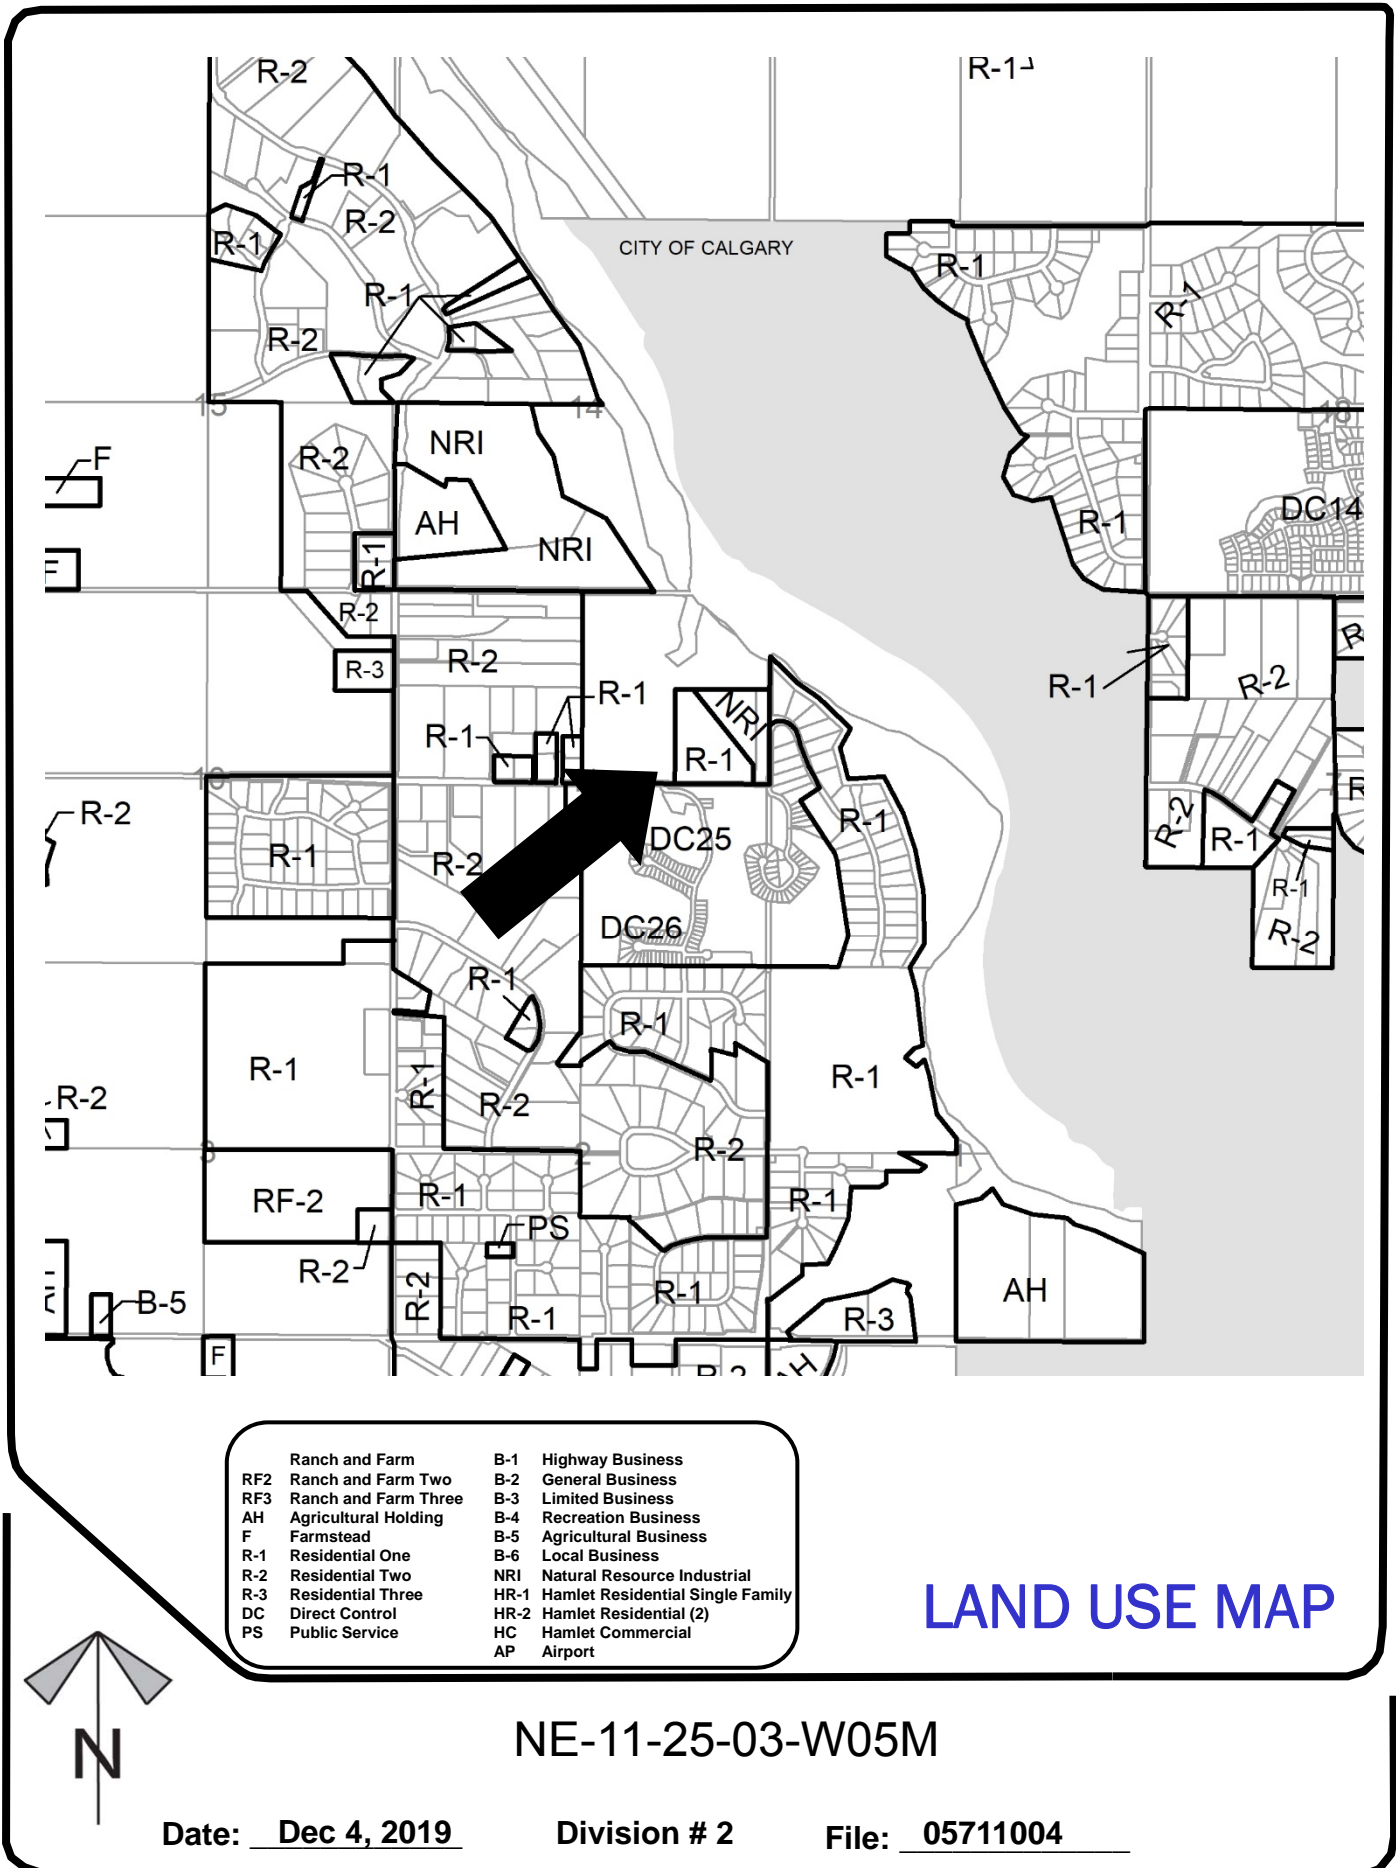 R-2
R-1
R-1
R-2
R-1
CITY OF CALGARY
R-1
R-1
R-1
R-2
15
14
18
NRI
F
R-2
AH
DC14
R-1
NRI
R-1
F
R-2
R-3
R-2
R-1
R-1
R-2
R
NRI
R-1
R-1
10
7
R-2
R-1
DC25
R-1
R-2
R-1
R
R-1
R-2
R-1
R-2
DC26
R-1
R-1
R-1
R-1
R-1
R-2
R-2
3
2
R-2
1
RF-2
R-1
R-1
PS
R-2
R-2
R-1
R-1
AH
B-5
R-3
F
B-2
AH
Ranch and Farm
RF2 Ranch and Farm Two
RF3 Ranch and Farm Three
AH Agricultural Holding
F Farmstead
R-1 Residential One
R-2 Residential Two
R-3 Residential Three
DC Direct Control
PS Public Service
B-1 Highway Business
B-2 General Business
B-3 Limited Business
B-4 Recreation Business
B-5 Agricultural Business
B-6 Local Business
NRI Natural Resource Industrial
HR-1 Hamlet Residential Single Family
HR-2 Hamlet Residential (2)
HC Hamlet Commercial
AP Airport
LAND USE MAP
N
NE-11-25-03-W05M
Date: Dec 4, 2019 Division # 2 File: 05711004